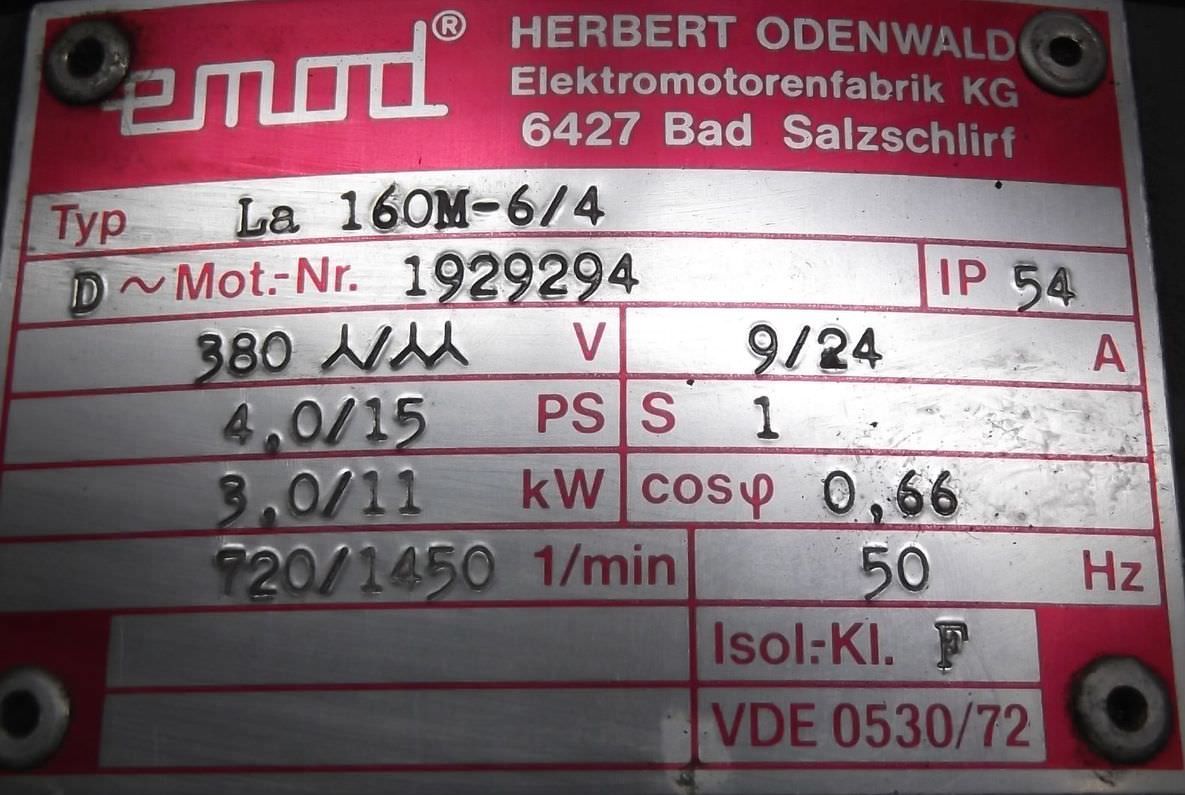 emod® HERBERT ODENWALD
Elektromotorenfabrik KG
6427 Bad Salzschlirf
Typ La 160M-6/4
D ~ Mot.-Nr. 1929294 IP 54
380 V 9/24 A
4,0/15 PS S 1
3,0/11 kW cosφ 0,66
720/1450 1/min 50 Hz
Isol.-Kl. F
VDE 0530/72